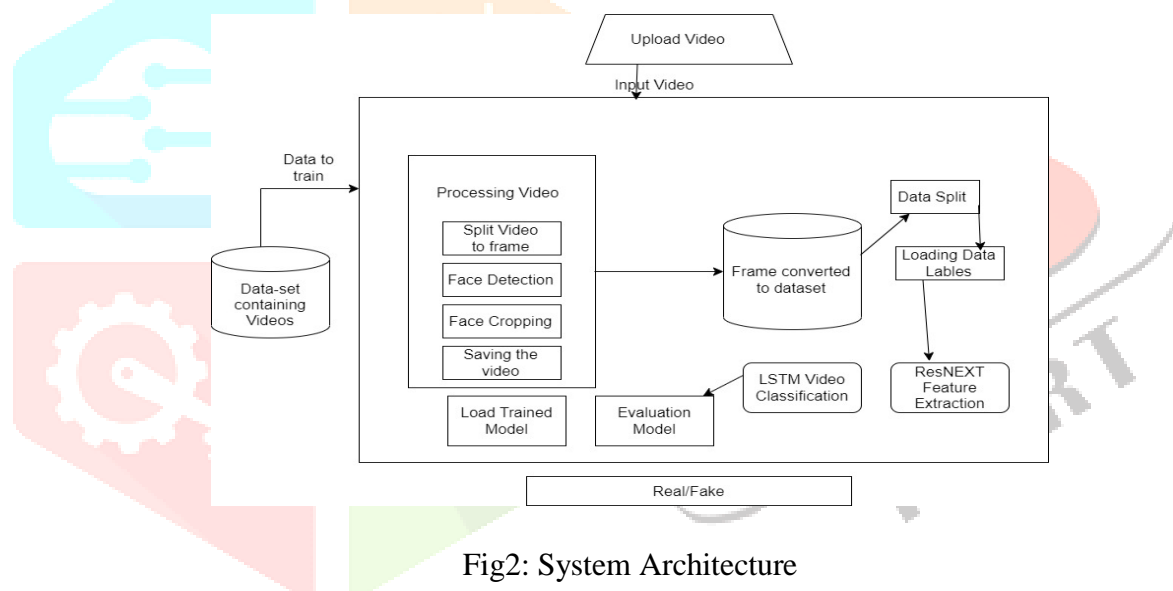 Upload Video
Input Video
Data to
train
Data-set
containing
Videos
Processing Video
Split Video
to frame
Face Detection
Face Cropping
Saving the
video
Frame converted
to dataset
Data Split
Loading Data
Lables
ResNEXT
Feature
Extraction
LSTM Video
Classification
Evaluation
Model
Load Trained
Model
Real/Fake
Fig2: System Architecture
RT